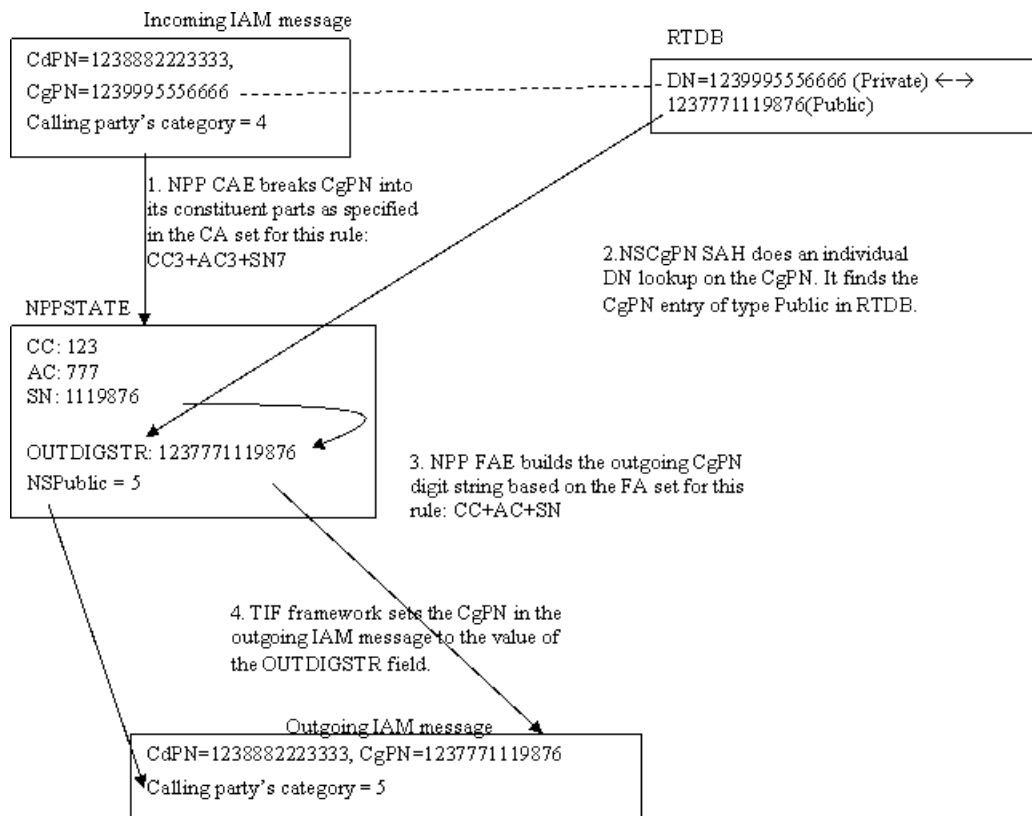 Incoming IAM message
CdPN=1238882223333,
CgPN=1239995556666
Calling party's category = 4
RTDB
DN=1239995556666 (Private) ←→
1237771119876(Public)
1. NPP CAE breaks CgPN into
its constituent parts as specified
in the CA set for this rule:
CC3+AC3+SN7
2.NSCgPN SAH does an individual
DN lookup on the CgPN. It finds the
CgPN entry of type Public in RTDB.
NPPSTATE
CC: 123
AC: 777
SN: 1119876
OUTDIGSTR: 1237771119876
NSPublic = 5
3. NPP FAE builds the outgoing CgPN
digit string based on the FA set for this
rule: CC+AC+SN
4. TIF framework sets the CgPN in the
outgoing IAM message to the value of
the OUTDIGSTR field.
Outgoing IAM message
CdPN=1238882223333, CgPN=1237771119876
Calling party's category = 5